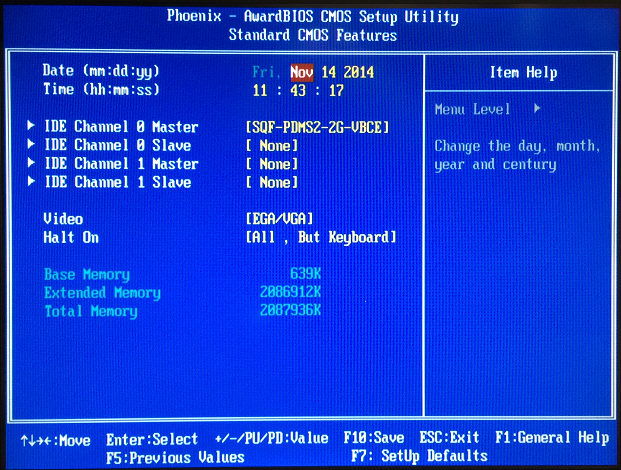 Phoenix - AwardBIOS CMOS Setup Utility
Standard CMOS Features
Date (mm:dd:yy) Fri, Nov 14 2014
Time (hh:mm:ss) 11 : 43 : 17
IDE Channel 0 Master [SQF-PDMS2-2G-VBCE]
IDE Channel 0 Slave [ None]
IDE Channel 1 Master [ None]
IDE Channel 1 Slave [ None]
Video [EGA/VGA]
Halt On [All , But Keyboard]
Base Memory 639K
Extended Memory 2086912K
Total Memory 2087936K
Item Help
Menu Level
Change the day, month,
year and century
↑↓→←:Move Enter:Select +/-/PU/PD:Value F10:Save ESC:Exit F1:General Help
F5:Previous Values F7: SetUp Defaults